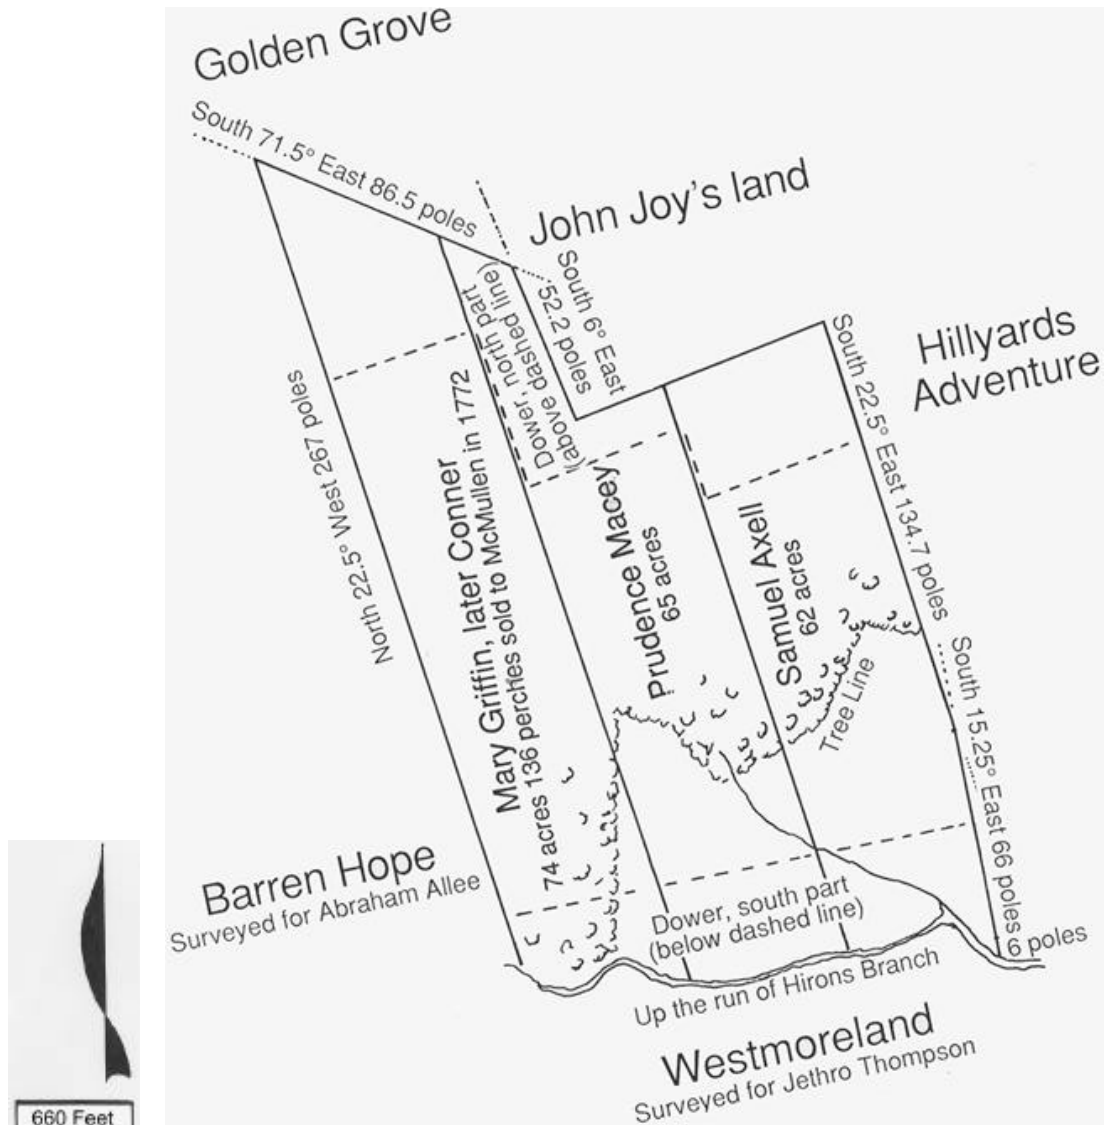 Golden Grove
South 71.5° East 86.5 poles
John Joy's land
South 6° East
52.2 poles
Dower, north part
(above dashed line)
Hillyards
Adventure
South 22.5° East 134.7 poles
North 22.5° West 267 poles
Mary Griffin, later Conner
74 acres 136 perches sold to McMullen in 1772
Prudence Macey
65 acres
Samuel Axell
62 acres
Tree Line
South 15.25° East 66 poles
Barren Hope
Surveyed for Abraham Allee
Dower, south part
(below dashed line)
6 poles
Up the run of Hirons Branch
Westmoreland
Surveyed for Jethro Thompson
660 Feet